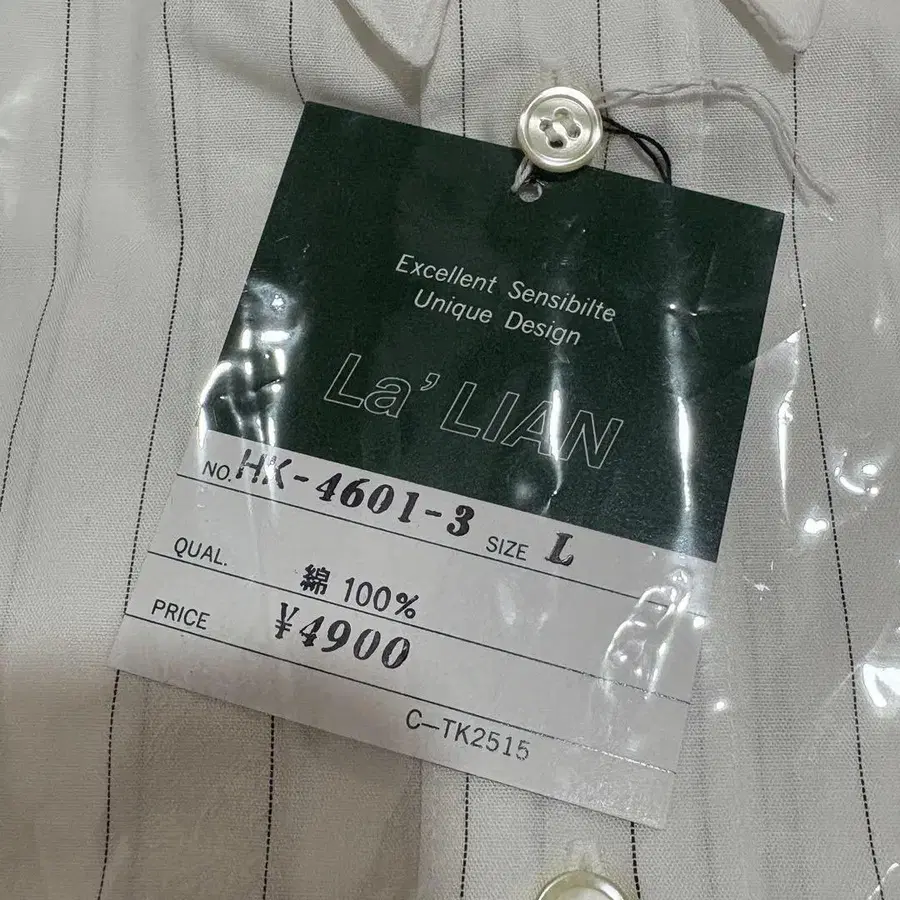 Excellent Sensibilte
Unique Design
La'LIAN
NO. HK-4601-3 SIZE L
QUAL. 綿 100%
PRICE ¥4900
C—TK2515